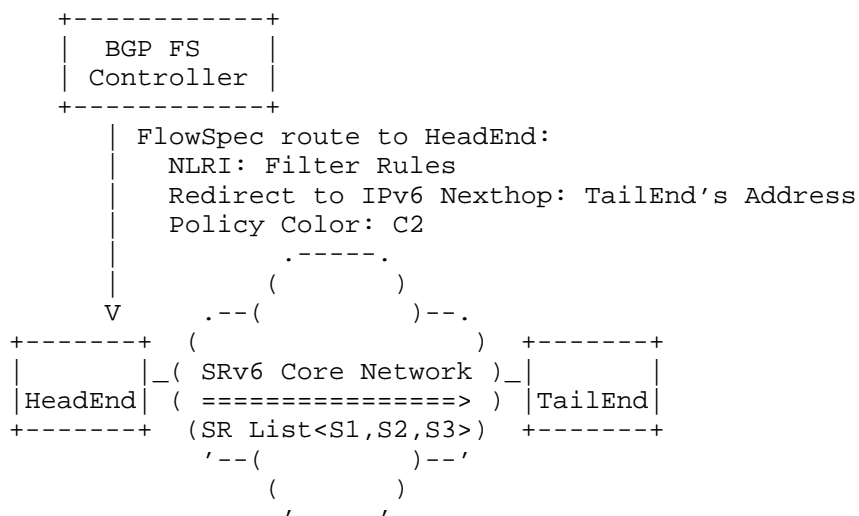 BGP FS
Controller
FlowSpec route to HeadEnd:
NLRI: Filter Rules
Redirect to IPv6 Nexthop: TailEnd's Address
Policy Color: C2
SRv6 Core Network
HeadEnd
TailEnd
(SR List<S1,S2,S3>)